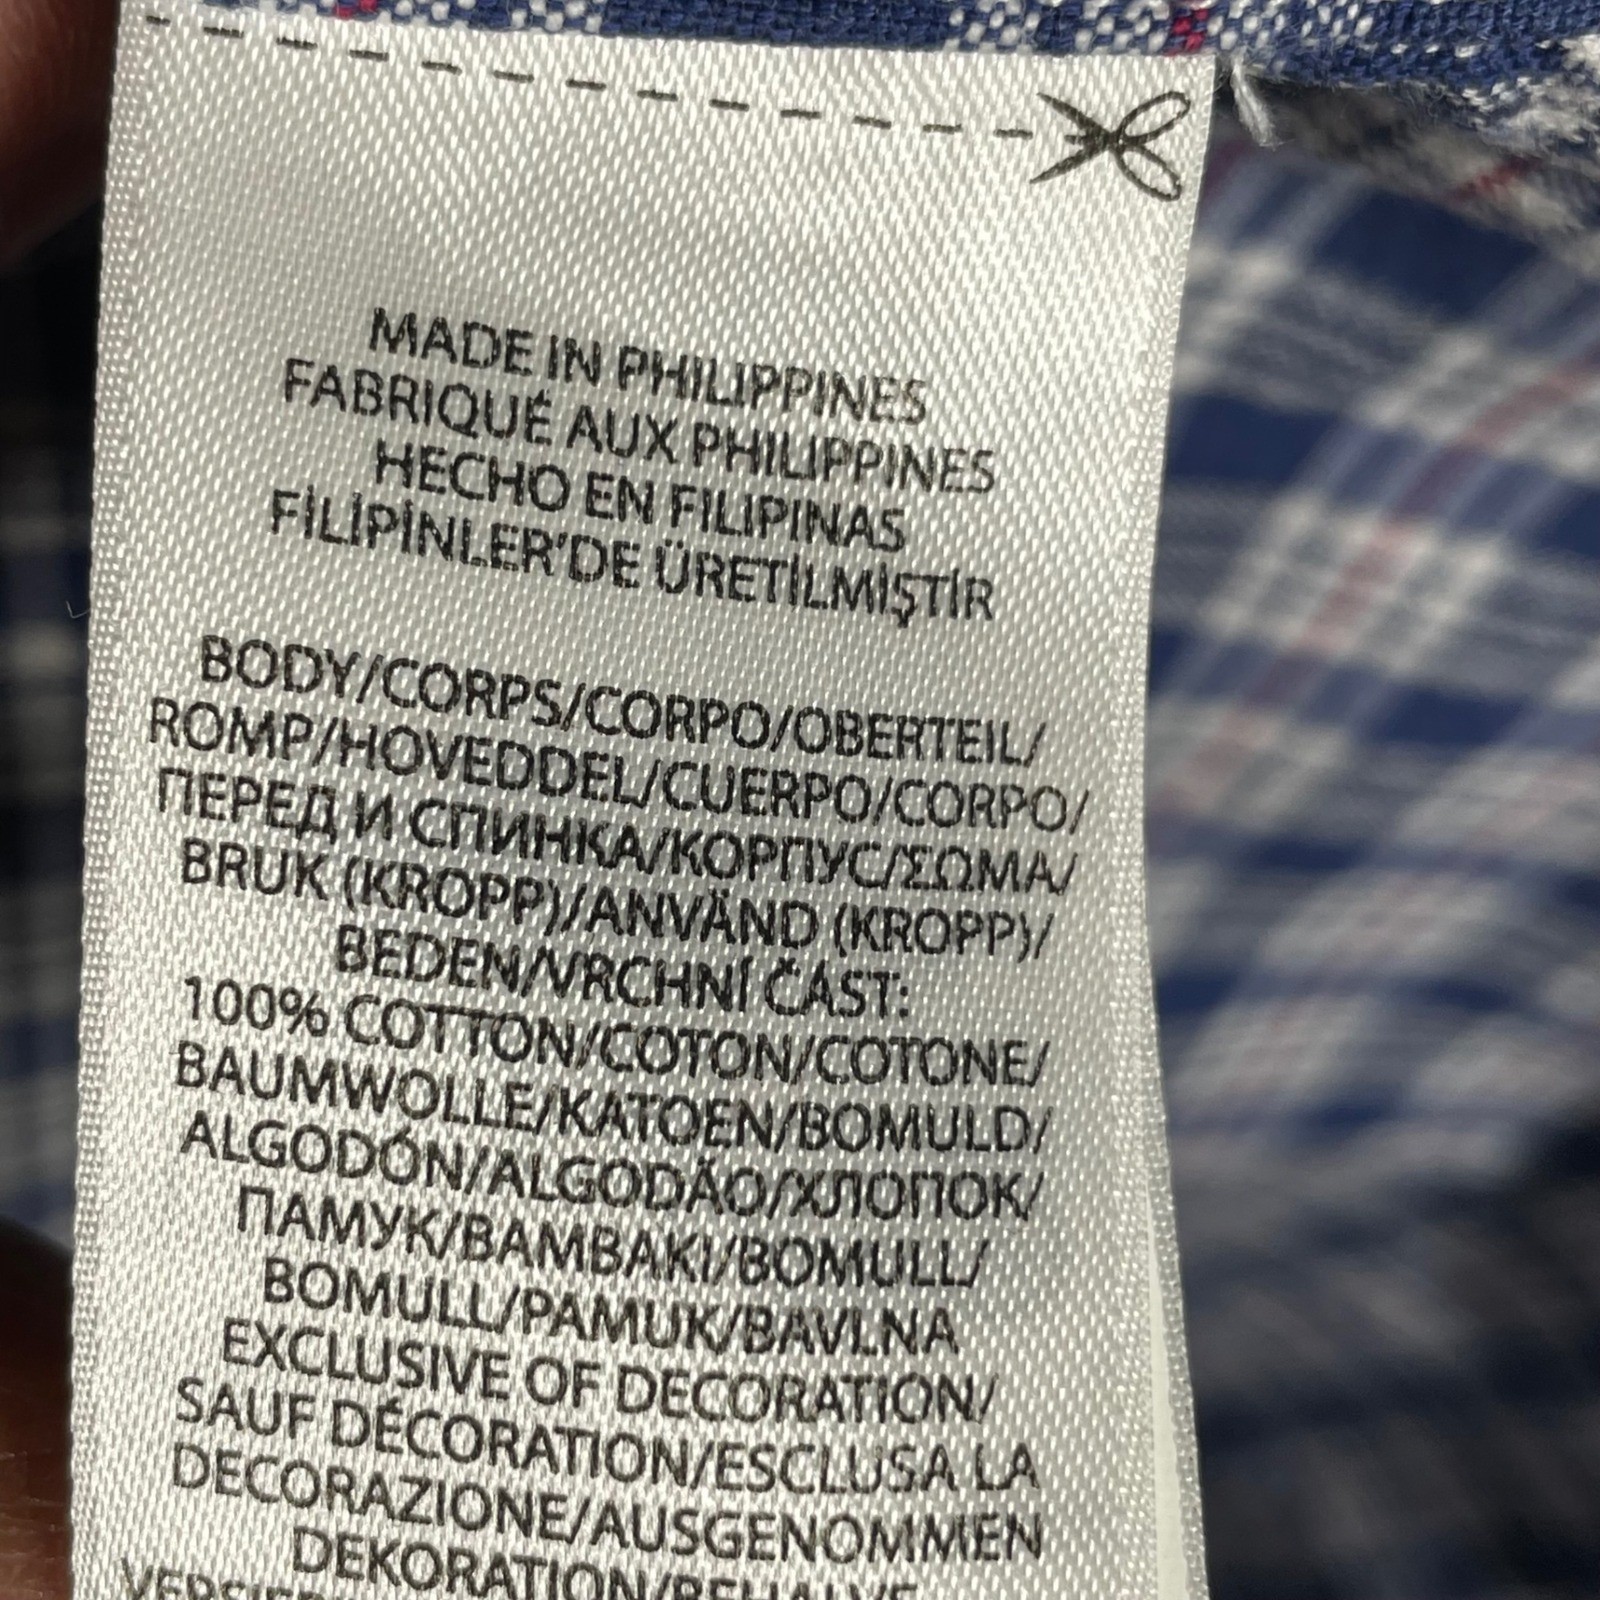 MADE IN PHILIPPINES
FABRIQUÉ AUX PHILIPPINES
HECHO EN FILIPINAS
FİLİPİNLER'DE ÜRETİLMİŞTİR
BODY/CORPS/CORPO/OBERTEIL/
ROMP/HOVEDDEL/CUERPO/CORPO/
ПЕРЕД И СПИНКА/КОРПУС/ΣΩΜΑ/
BRUK (KROPP)/ANVÄND (KROPP)/
BEDEN/VRCHNÍ ČÁST:
100% COTTON/COTON/COTONE/
BAUMWOLLE/KATOEN/BOMULD/
ALGODÓN/ALGODÃO/ХЛОПОК/
ПАМУК/BAMBAKI/BOMULL/
BOMULL/PAMUK/BAVLNA
EXCLUSIVE OF DECORATION/
SAUF DÉCORATION/ESCLUSA LA
DECORAZIONE/AUSGENOMMEN
DEKORATION/BEHALVE